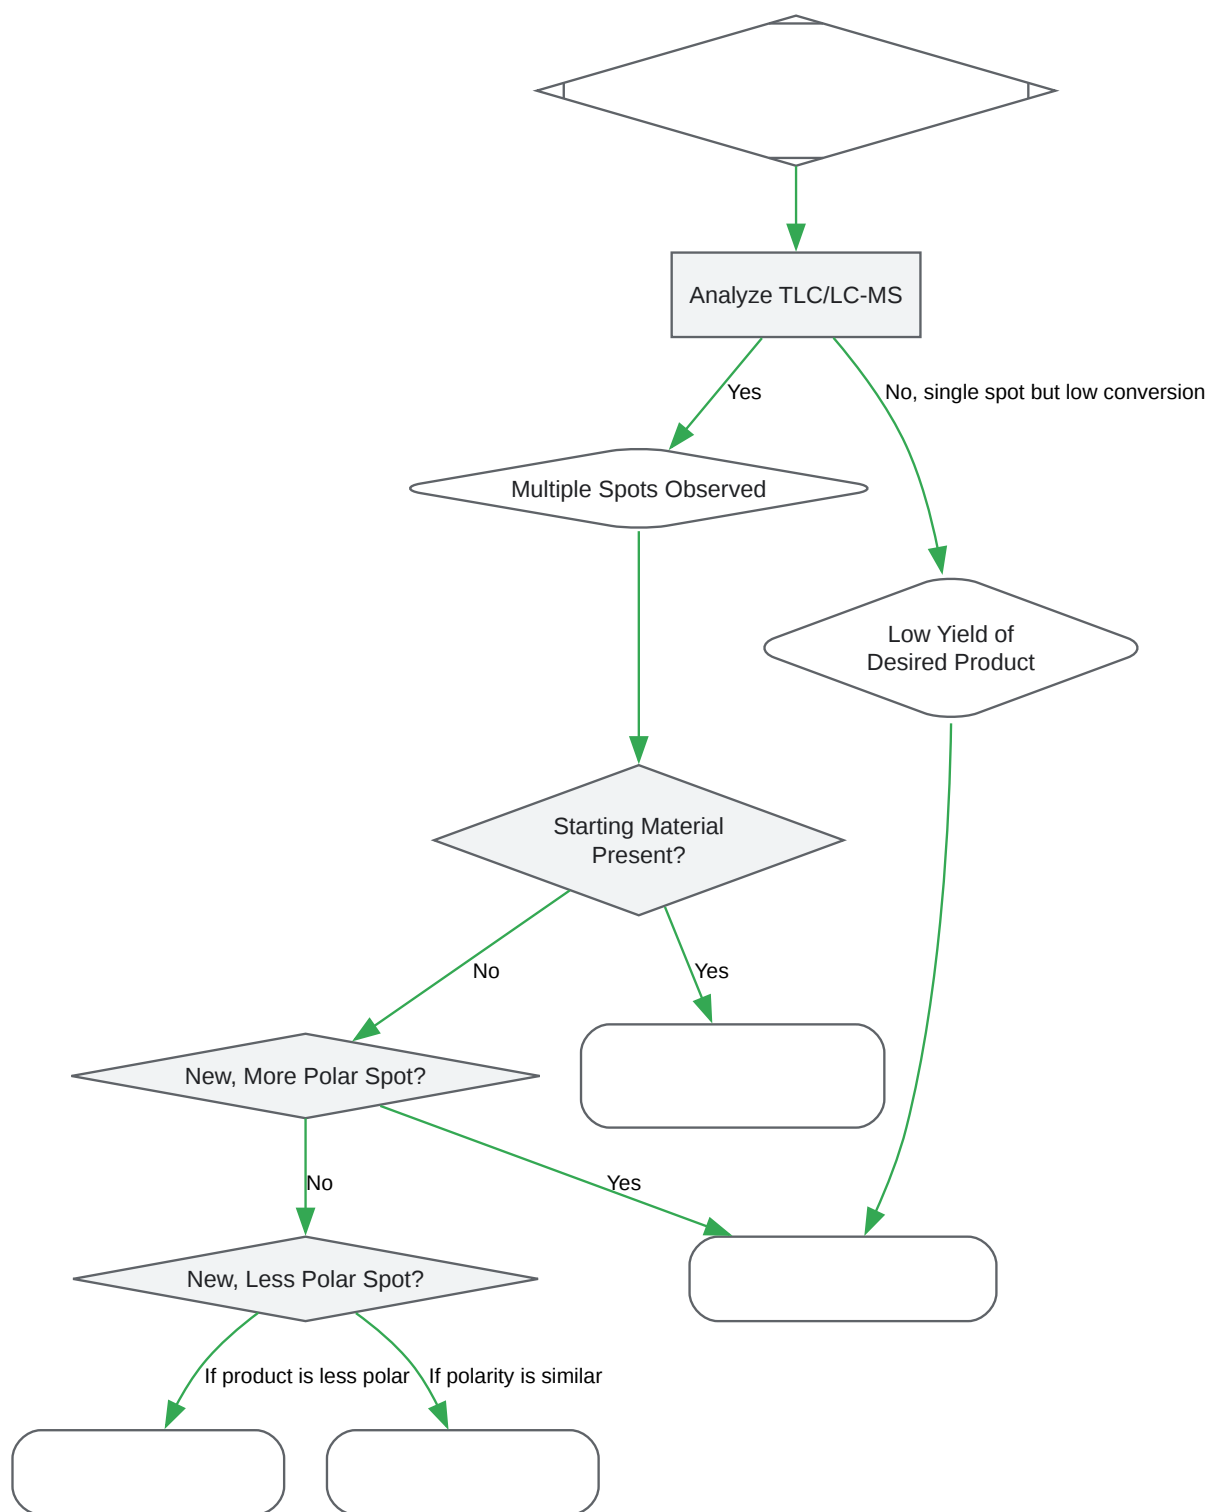 Analyze TLC/LC-MS
Yes
No, single spot but low conversion
Multiple Spots Observed
Low Yield of
Desired Product
Starting Material
Present?
No
Yes
New, More Polar Spot?
No
Yes
New, Less Polar Spot?
If product is less polar
If polarity is similar